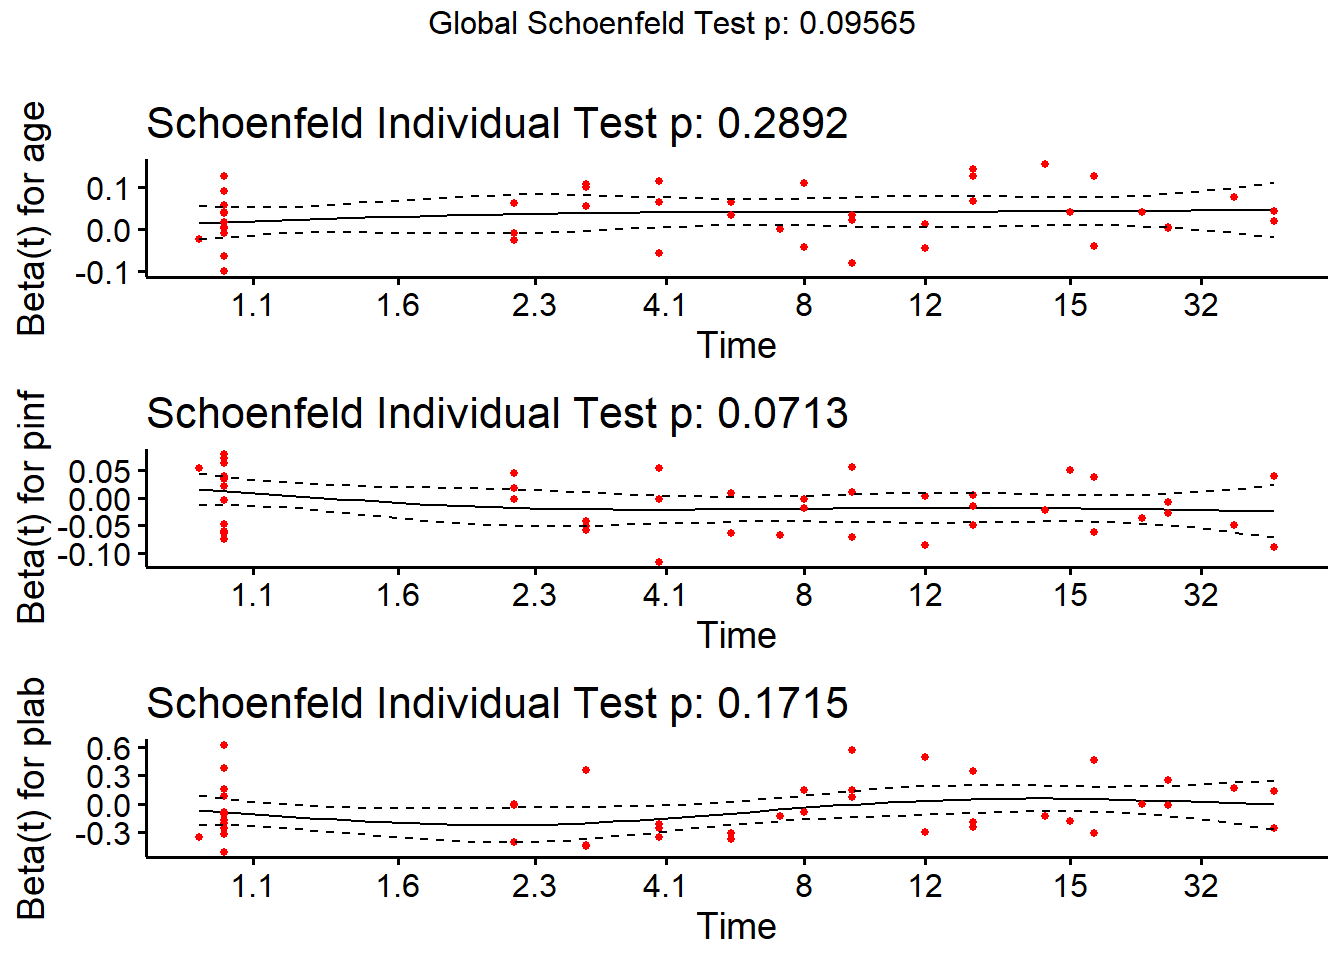 Global Schoenfeld Test p: 0.09565
Schoenfeld Individual Test p: 0.2892
Beta(t) for age
0.1
0.0
-0.1
1.1 1.6 2.3 4.1 8 12 15 32
Time
Schoenfeld Individual Test p: 0.0713
Beta(t) for pinf
0.05
0.00
-0.05
-0.10
1.1 1.6 2.3 4.1 8 12 15 32
Time
Schoenfeld Individual Test p: 0.1715
Beta(t) for plab
0.6
0.3
0.0
-0.3
1.1 1.6 2.3 4.1 8 12 15 32
Time